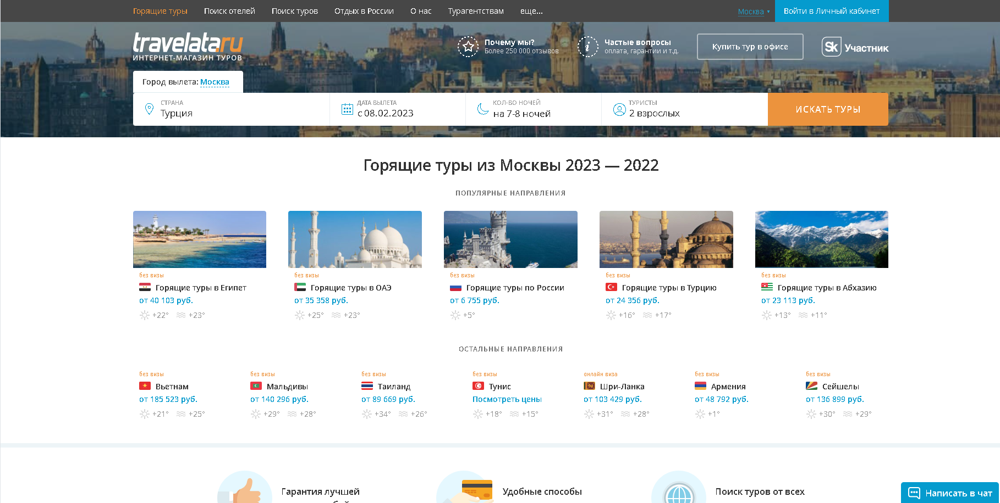 Горящие туры
Поиск отелей
Поиск туров
Отдых в России
О нас
Турагентствам
еще...
Москва
Войти в Личный кабинет
travelata.ru
ИНТЕРНЕТ-МАГАЗИН ТУРОВ
Почему мы?
Более 250 000 отзывов
i
Частые вопросы
оплата, гарантии и т.д.
Купить тур в офисе
Sk Участник
Город вылета: Москва
СТРАНА
Турция
ДАТА ВЫЛЕТА
с 08.02.2023
КОЛ-ВО НОЧЕЙ
на 7-8 ночей
ТУРИСТЫ
2 взрослых
ИСКАТЬ ТУРЫ
Горящие туры из Москвы 2023 — 2022
ПОПУЛЯРНЫЕ НАПРАВЛЕНИЯ
без визы
Горящие туры в Египет
от 40 103 руб.
+22° +23°
без визы
Горящие туры в ОАЭ
от 35 358 руб.
+25° +23°
без визы
Горящие туры по России
от 6 755 руб.
+5°
без визы
Горящие туры в Турцию
от 24 356 руб.
+16° +17°
без визы
Горящие туры в Абхазию
от 23 113 руб.
+13° +11°
ОСТАЛЬНЫЕ НАПРАВЛЕНИЯ
без визы
Вьетнам
от 185 523 руб.
+21° +25°
без визы
Мальдивы
от 140 296 руб.
+29° +28°
без визы
Таиланд
от 89 669 руб.
+34° +26°
без визы
Тунис
Посмотреть цены
+18° +15°
онлайн виза
Шри-Ланка
от 103 429 руб.
+31° +28°
без визы
Армения
от 48 792 руб.
+1°
без визы
Сейшелы
от 136 899 руб.
+30° +29°
Гарантия лучшей
Удобные способы
Поиск туров от всех
Написать в чат